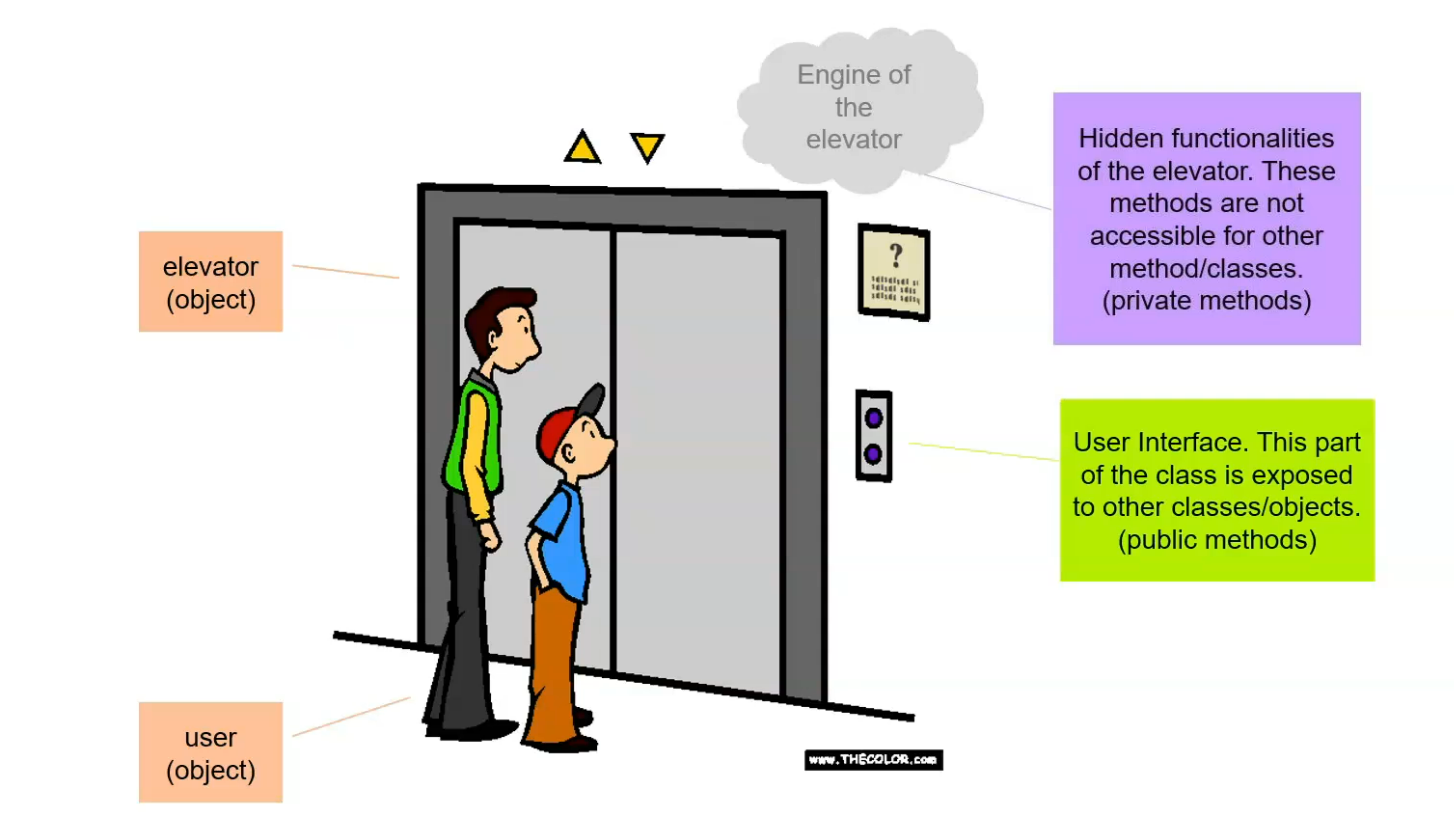 Engine of
the
elevator
Hidden functionalities
of the elevator. These
methods are not
accessible for other
method/classes.
(private methods)
elevator
(object)
?
User Interface. This part
of the class is exposed
to other classes/objects.
(public methods)
user
(object)
www.THECOLOR.com